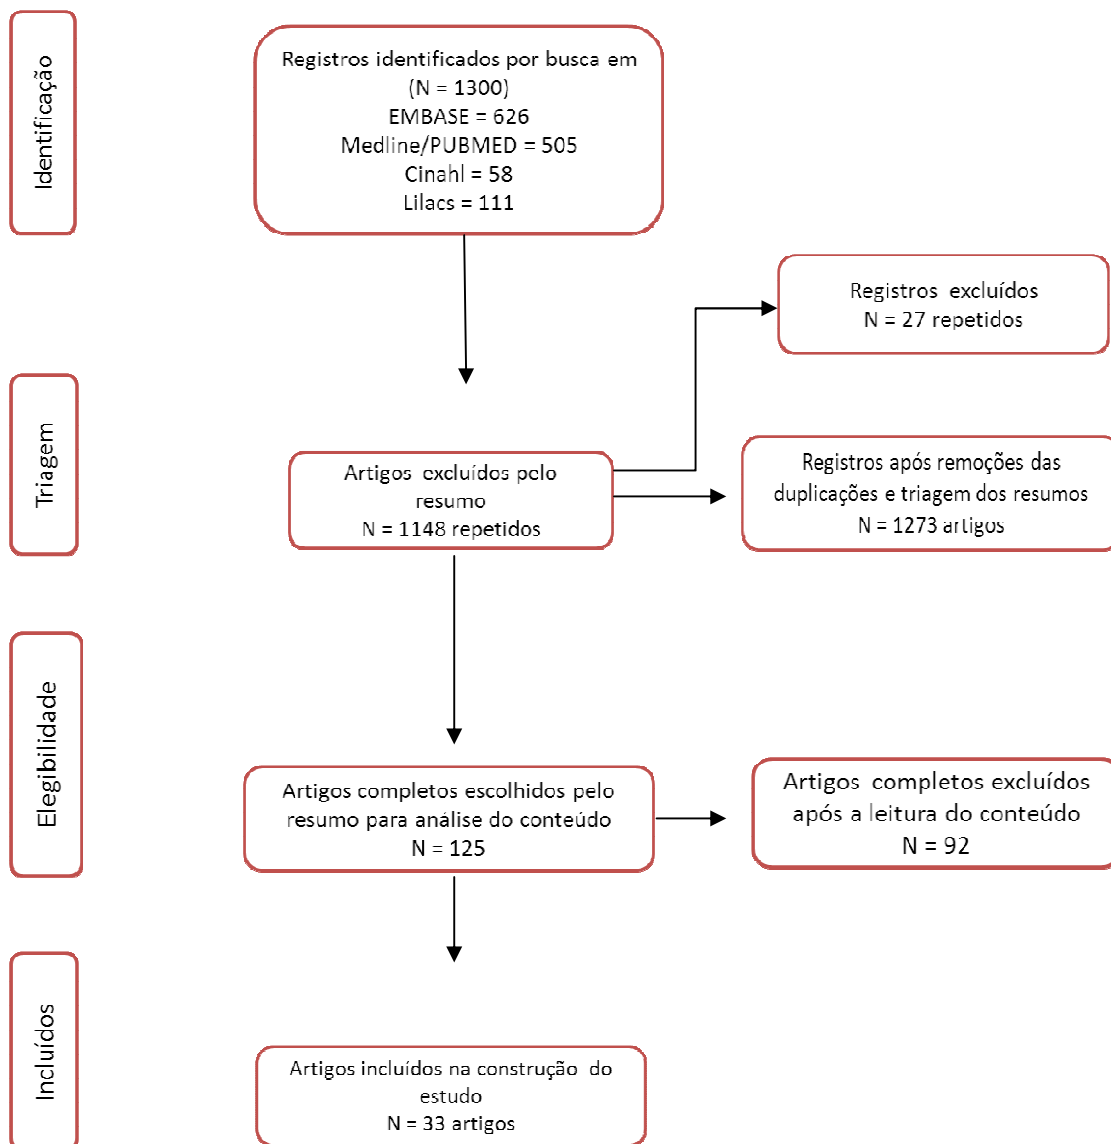 Identificação
Registros identificados por busca em
(N = 1300)
EMBASE = 626
Medline/PUBMED = 505
Cinahl = 58
Lilacs = 111
Registros excluídos
N = 27 repetidos
Triagem
Artigos excluídos pelo
resumo
N = 1148 repetidos
Registros após remoções das
duplicações e triagem dos resumos
N = 1273 artigos
Elegibilidade
Artigos completos escolhidos pelo
resumo para análise do conteúdo
N = 125
Artigos completos excluídos
após a leitura do conteúdo
N = 92
Incluídos
Artigos incluídos na construção do
estudo
N = 33 artigos